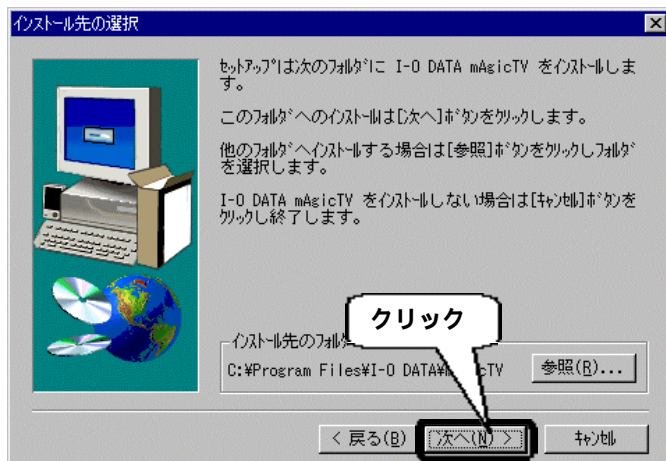 インストール先の選択
ｾｯﾄｱｯﾌﾟは次のﾌｫﾙﾀﾞに I-O DATA mAgicTV をｲﾝｽﾄｰﾙしま
す。
このﾌｫﾙﾀﾞへのｲﾝｽﾄｰﾙは[次へ]ﾎﾞﾀﾝをｸﾘｯｸします。
他のﾌｫﾙﾀﾞへｲﾝｽﾄｰﾙする場合は[参照]ﾎﾞﾀﾝをｸﾘｯｸしﾌｫﾙﾀﾞ
を選択します。
I-O DATA mAgicTV をｲﾝｽﾄｰﾙしない場合は[ｷｬﾝｾﾙ]ﾎﾞﾀﾝを
ｸﾘｯｸし終了します。
クリック
ｲﾝｽﾄｰﾙ先のﾌｫﾙ
C:¥Program Files¥I-O DATA¥ cTV
参照(R)...
< 戻る(B)
次へ(N) >
ｷｬﾝｾﾙ